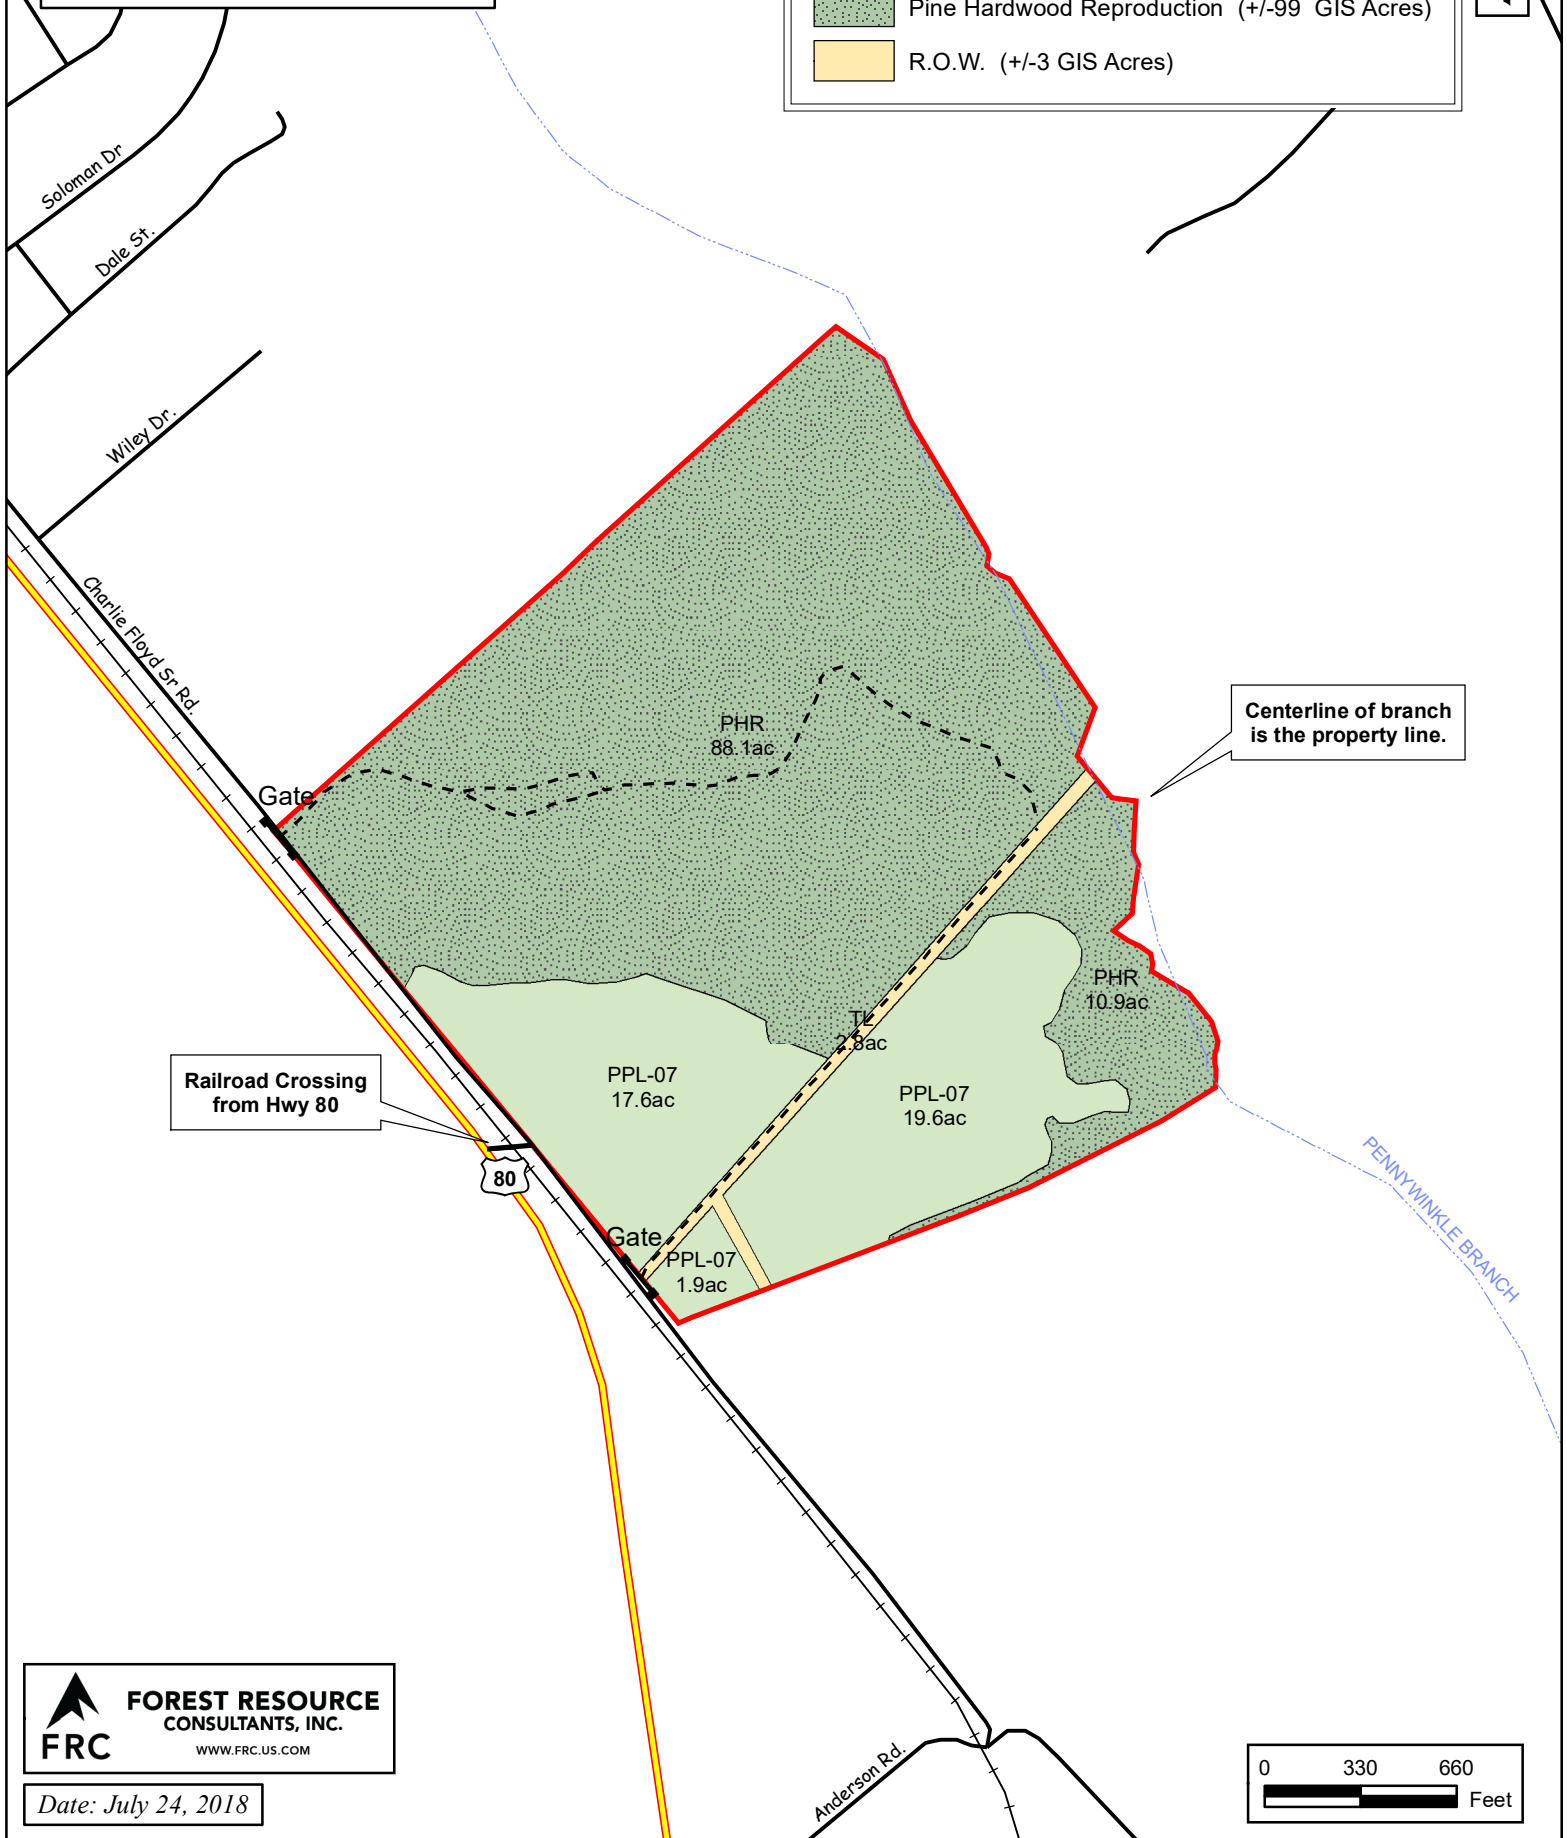 Pine Hardwood Reproduction (+/-99 GIS Acres)
R.O.W. (+/-3 GIS Acres)
Soloman Dr
Dale St.
Wiley Dr.
Charlie Floyd Sr Rd.
Centerline of branch
is the property line.
PHR
88.1ac
Gate
PHR
10.9ac
TL
2.8ac
Railroad Crossing
from Hwy 80
PPL-07
17.6ac
PPL-07
19.6ac
80
PENNYWINKLE BRANCH
Gate
PPL-07
1.9ac
FOREST RESOURCE
CONSULTANTS, INC.
WWW.FRC.US.COM
FRC
Date: July 24, 2018
Anderson Rd.
0 330 660
Feet